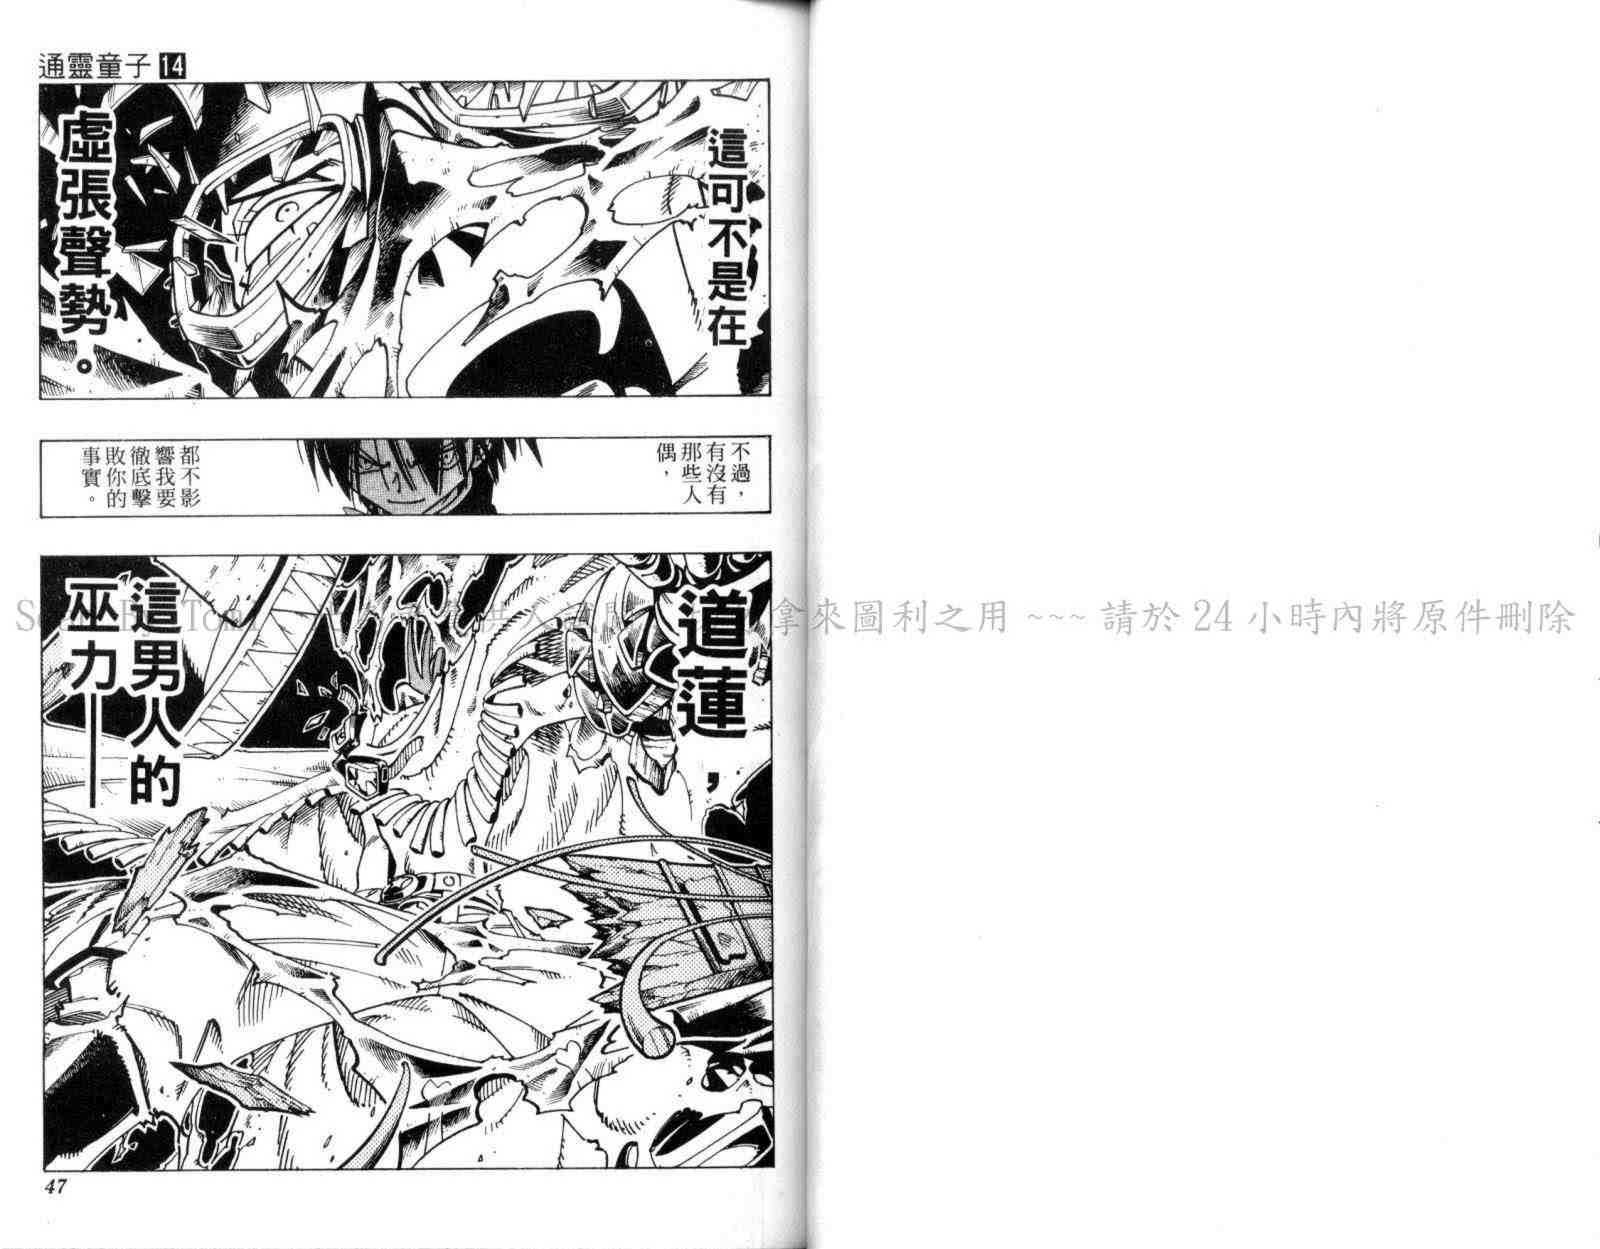 通靈童子 14
這可不是在
虛張聲勢。
不過，
有沒有
那些人
偶，
都不影
響我要
徹底擊
敗你的
事實。
道蓮，
這男人的
巫力——
拿來圖利之用 ~~~ 請於 24 小時內將原件刪除
47